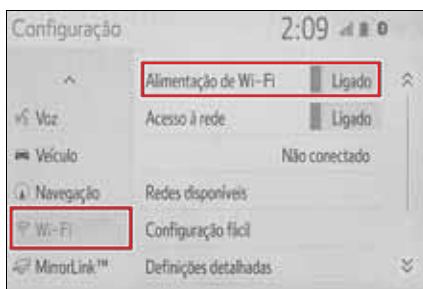 Configuração 2:09
Alimentação de Wi-Fi Ligado
Voz Acesso à rede Ligado
Veículo Não conectado
Navegação Redes disponíveis
Wi-Fi Configuração fácil
MirrorLink™ Definições detalhadas